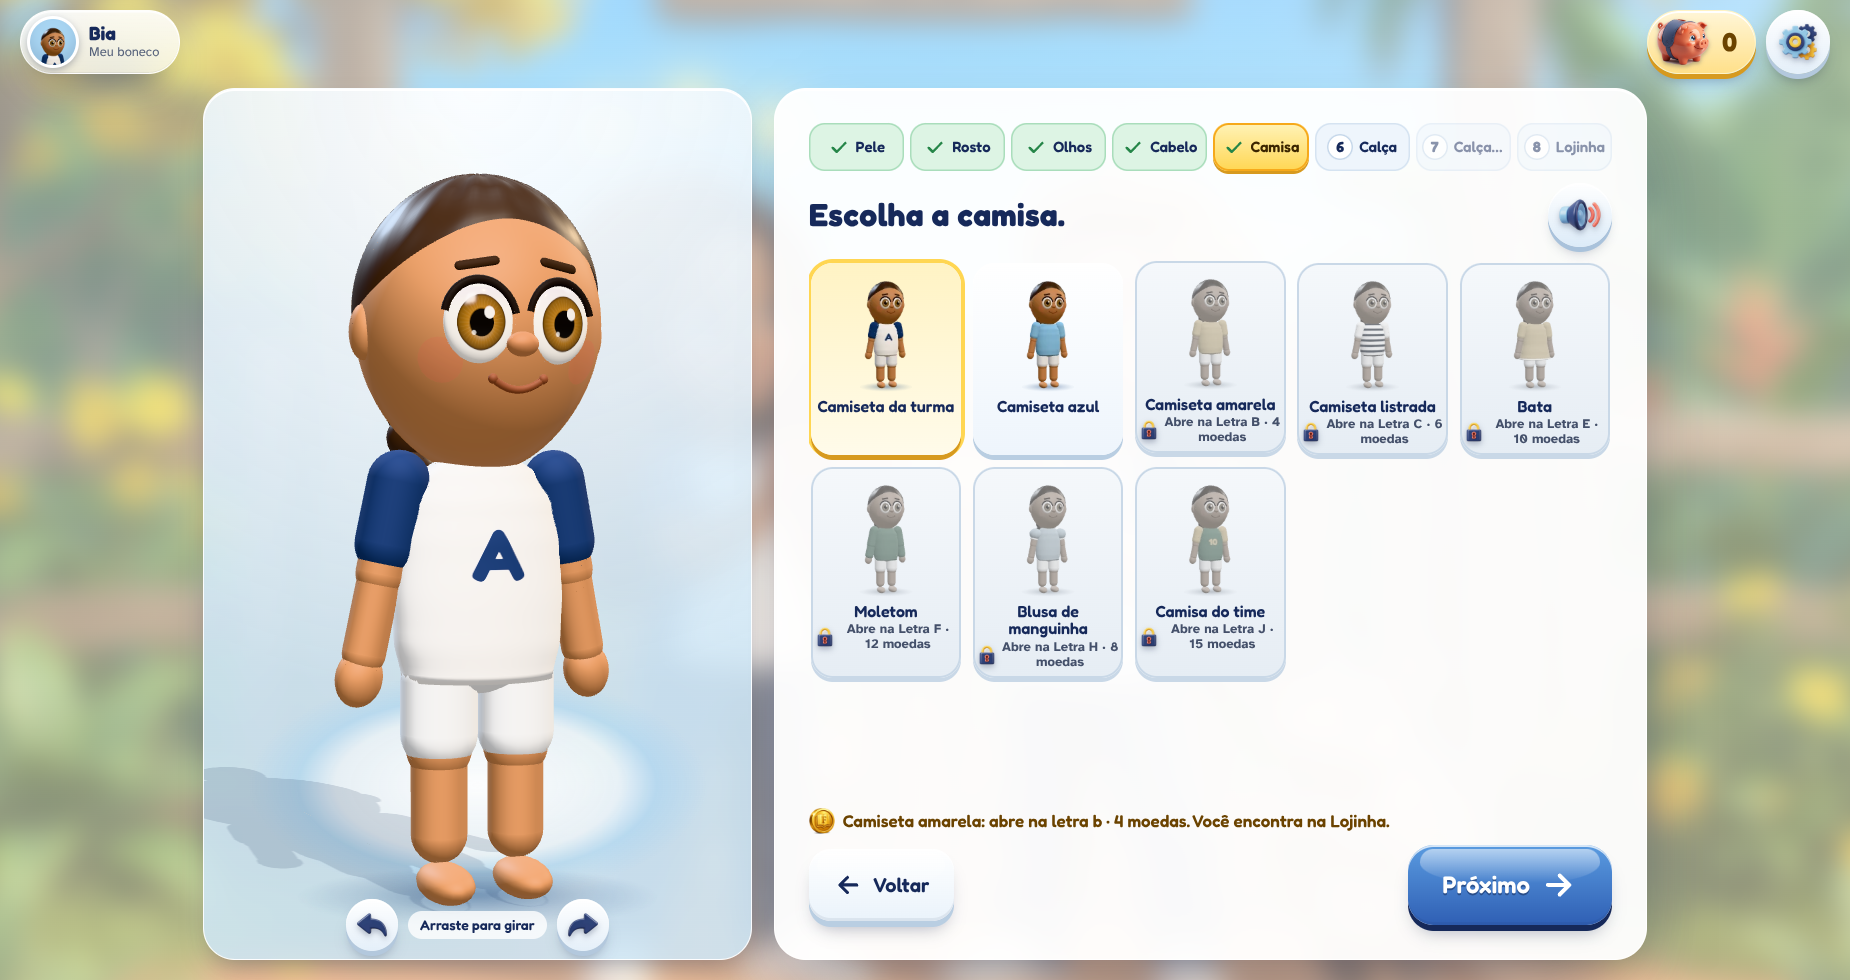 Bia
Meu boneco
0
Pele
Rosto
Olhos
Cabelo
Camisa
6 Calça
7 Calça...
8 Lojinha
Escolha a camisa.
A
A
Camiseta da turma
Camiseta azul
Camiseta amarela
Abre na Letra B · 4
moedas
Camiseta listrada
Abre na Letra C · 6
moedas
Bata
Abre na Letra E ·
10 moedas
10
Moletom
Abre na Letra F ·
12 moedas
Blusa de
manguinha
Abre na Letra H · 8
moedas
Camisa do time
Abre na Letra J ·
15 moedas
Camiseta amarela: abre na letra b · 4 moedas. Você encontra na Lojinha.
Voltar
Próximo
Arraste para girar